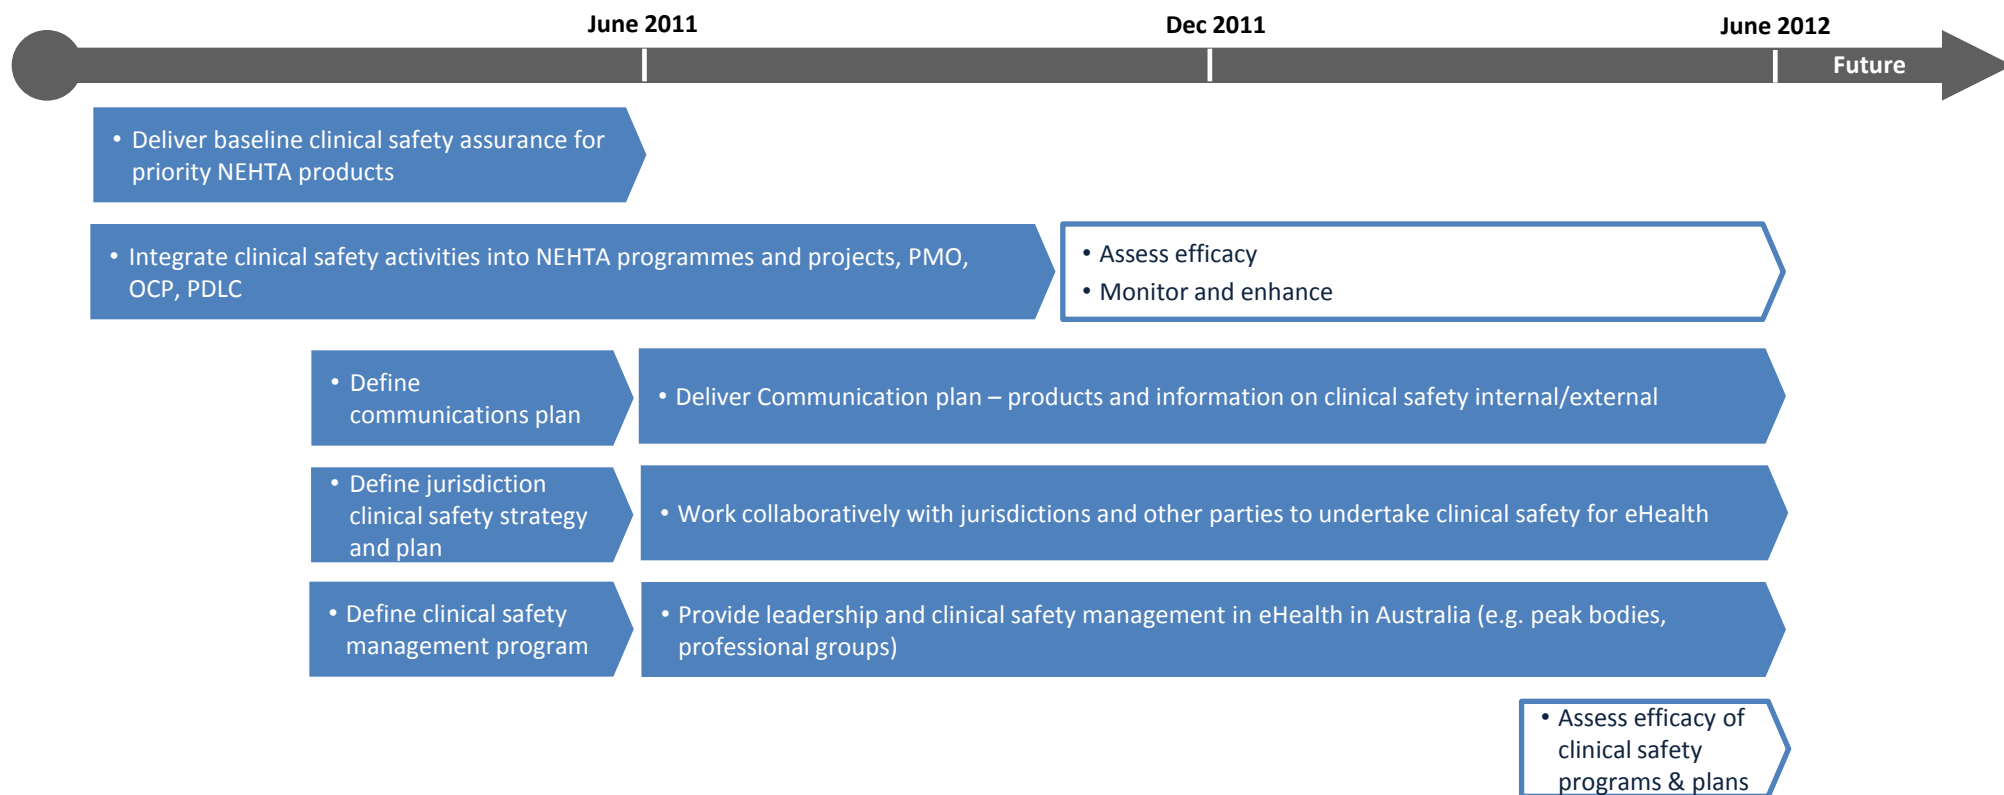 June 2011
Dec 2011
June 2012
Future
• Deliver baseline clinical safety assurance for
priority NEHTA products
• Integrate clinical safety activities into NEHTA programmes and projects, PMO,
OCP, PDLC
• Assess efficacy
• Monitor and enhance
• Define
communications plan
• Deliver Communication plan – products and information on clinical safety internal/external
• Define jurisdiction
clinical safety strategy
and plan
• Work collaboratively with jurisdictions and other parties to undertake clinical safety for eHealth
• Define clinical safety
management program
• Provide leadership and clinical safety management in eHealth in Australia (e.g. peak bodies,
professional groups)
• Assess efficacy of
clinical safety
programs & plans